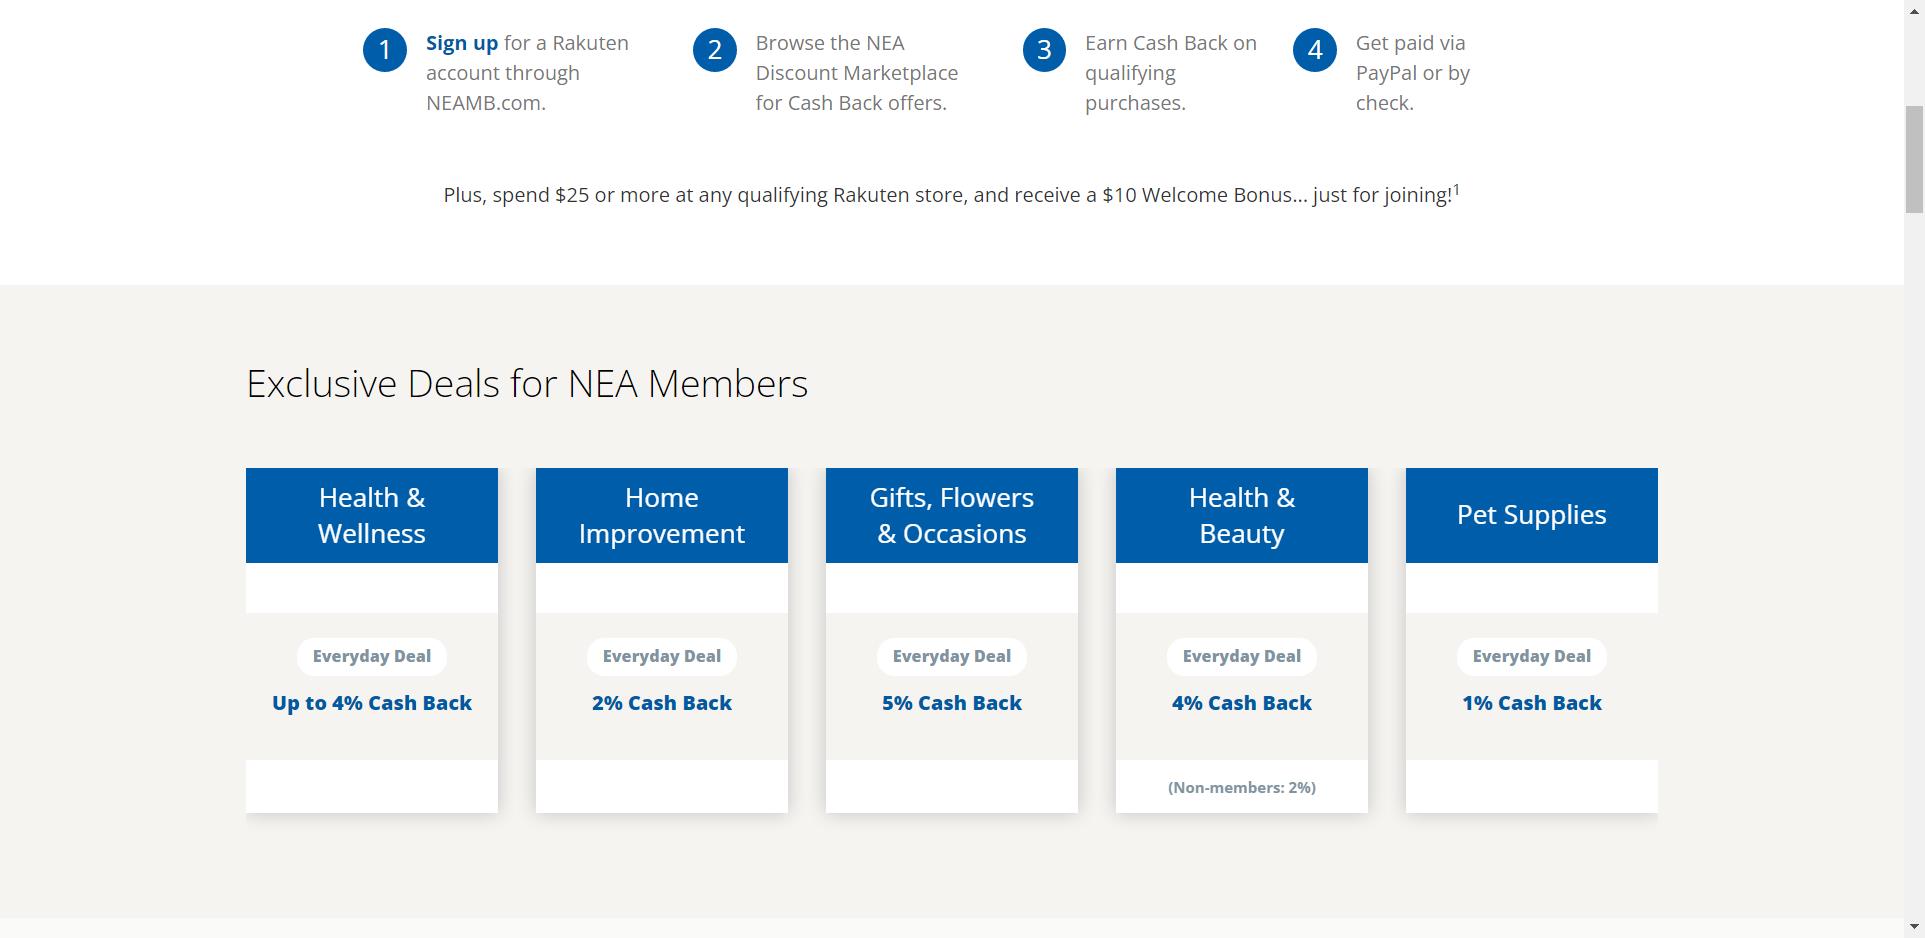 1
Sign up for a Rakuten
account through
NEAMB.com.
2
Browse the NEA
Discount Marketplace
for Cash Back offers.
3
Earn Cash Back on
qualifying
purchases.
4
Get paid via
PayPal or by
check.
Plus, spend $25 or more at any qualifying Rakuten store, and receive a $10 Welcome Bonus... just for joining!1
Exclusive Deals for NEA Members
Health &
Wellness
Everyday Deal
Up to 4% Cash Back
Home
Improvement
Everyday Deal
2% Cash Back
Gifts, Flowers
& Occasions
Everyday Deal
5% Cash Back
Health &
Beauty
Everyday Deal
4% Cash Back
(Non-members: 2%)
Pet Supplies
Everyday Deal
1% Cash Back